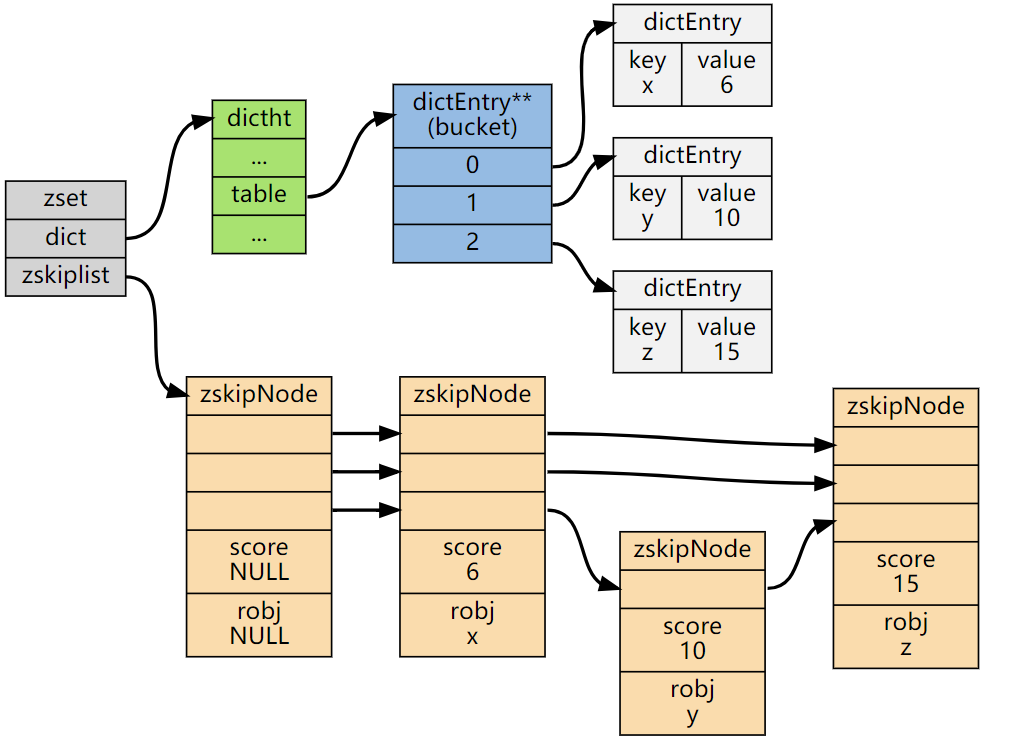 zset
dict
zskiplist
dictht
...
table
...
dictEntry**
(bucket)
0
1
2
dictEntry
key value
x 6
dictEntry
key value
y 10
dictEntry
key value
z 15
zskipNode
score
NULL
robj
NULL
zskipNode
score
6
robj
x
zskipNode
score
10
robj
y
zskipNode
score
15
robj
z